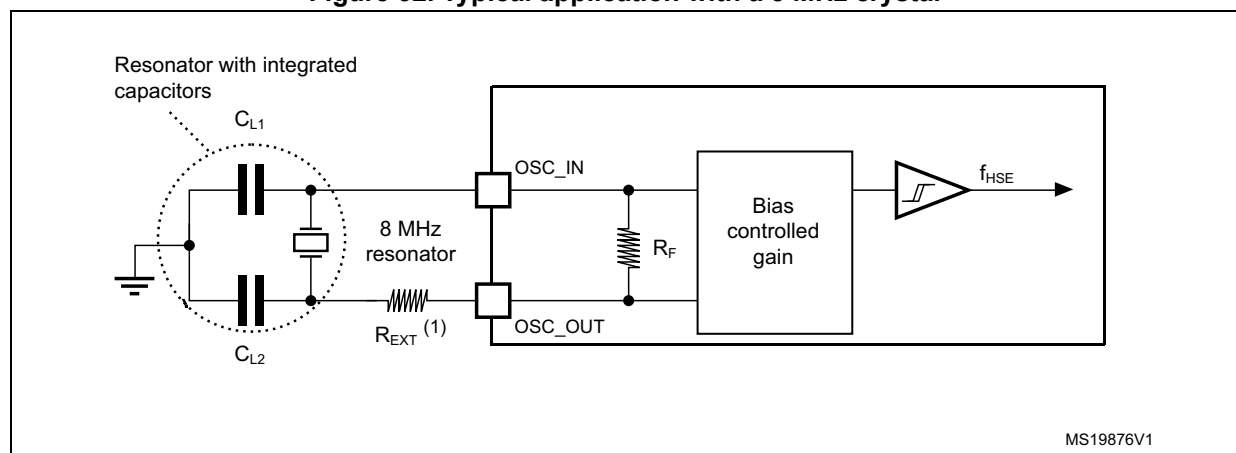 Resonator with integrated
capacitors
CL1
OSC_IN
fHSE
8 MHz
resonator
RF
Bias
controlled
gain
REXT (1)
OSC_OUT
CL2
MS19876V1